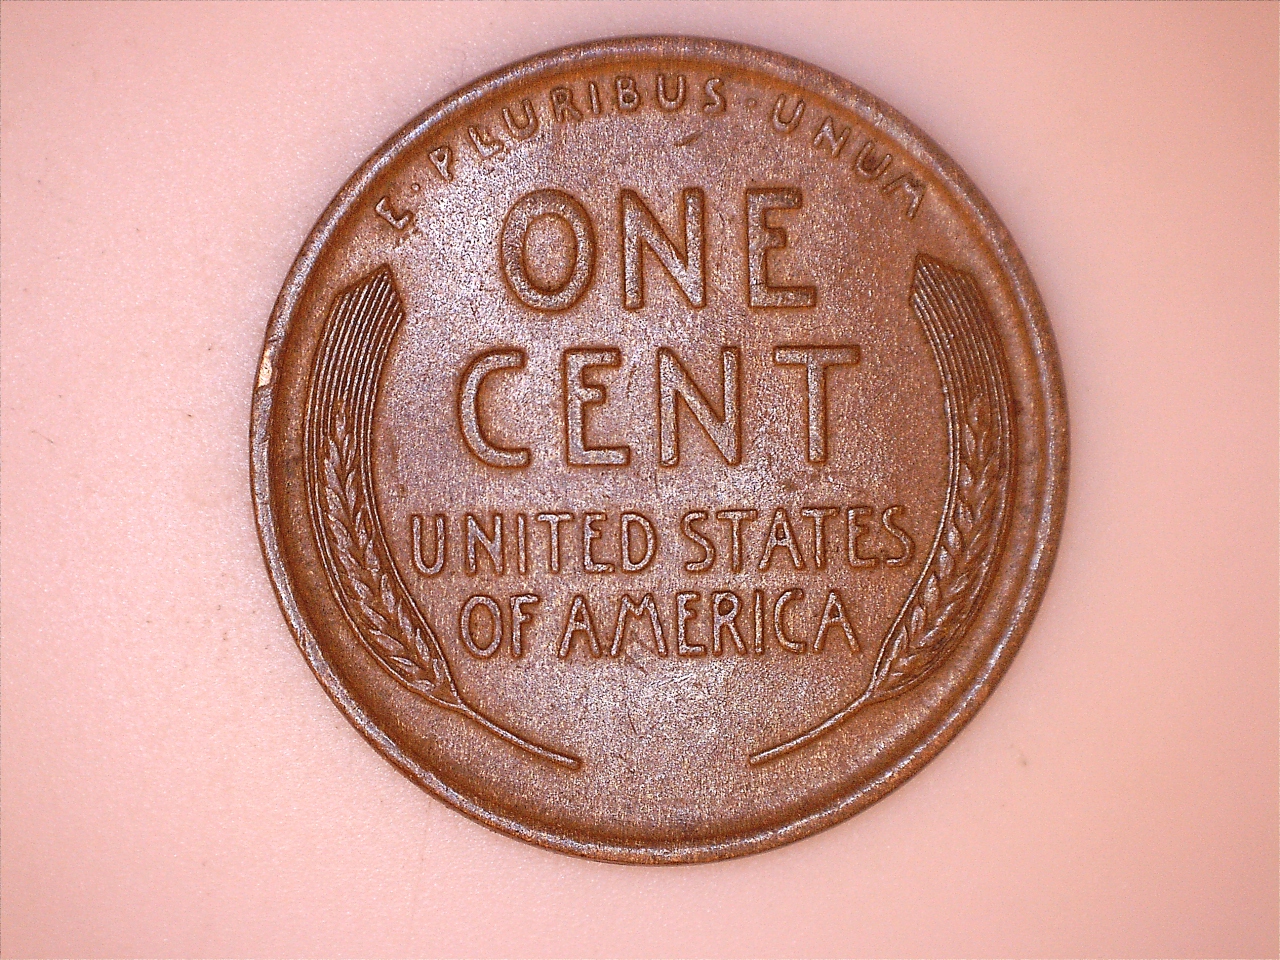 E·PLURIBUS·UNUM
ONE
CENT
UNITED STATES
OF AMERICA